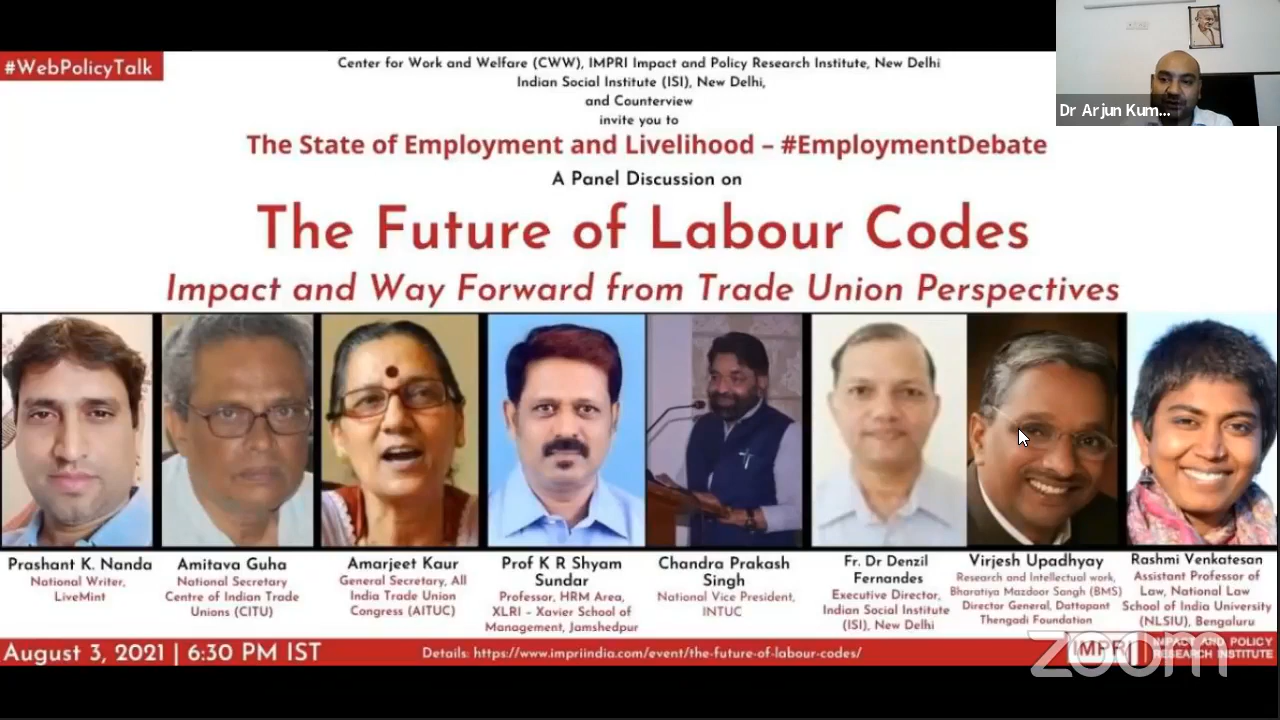 #WebPolicyTalk
Center for Work and Welfare (CWW), IMPRI Impact and Policy Research Institute, New Delhi
Indian Social Institute (ISI), New Delhi,
and Counterview
invite you to
The State of Employment and Livelihood – #EmploymentDebate
A Panel Discussion on
The Future of Labour Codes
Impact and Way Forward from Trade Union Perspectives
Dr Arjun Kum...
Prashant K. Nanda
National Writer,
LiveMint
Amitava Guha
National Secretary
Centre of Indian Trade
Unions (CITU)
Amarjeet Kaur
General Secretary, All
India Trade Union
Congress (AITUC)
Prof K R Shyam
Sundar
Professor, HRM Area,
XLRI – Xavier School of
Management, Jamshedpur
Chandra Prakash
Singh
National Vice President,
INTUC
Fr. Dr Denzil
Fernandes
Executive Director,
Indian Social Institute
(ISI), New Delhi
Virjesh Upadhyay
Research and Intellectual work,
Bharatiya Mazdoor Sangh (BMS)
Director General, Dattopant
Thengadi Foundation
Rashmi Venkatesan
Assistant Professor of
Law, National Law
School of India University
(NLSIU), Bengaluru
August 3, 2021 | 6:30 PM IST
Details: https://www.impriindia.com/event/the-future-of-labour-codes/
IMPRI
IMPACT AND POLICY
RESEARCH INSTITUTE
zoom